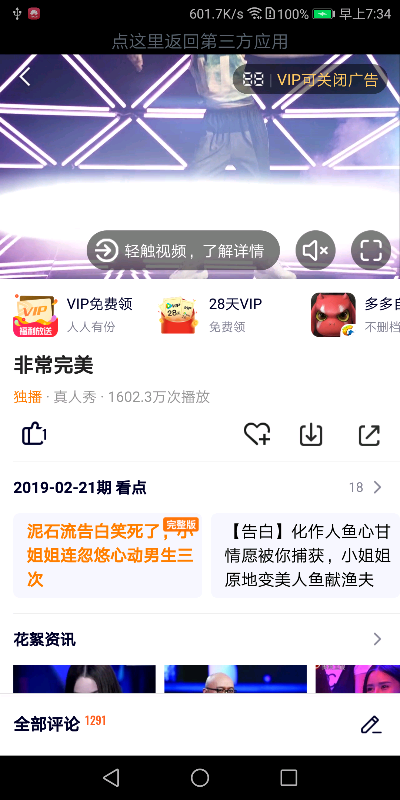 601.7K/s 100% 早上7:34
点这里返回第三方应用
88 VIP可关闭广告
轻触视频，了解详情
VIP
福利放送
VIP免费领
人人有份
VIP
28天
28天VIP
免费领
多多自
不删档
非常完美
独播 · 真人秀 · 1602.3万次播放
2019-02-21期 看点
18
泥石流告白笑死了，小姐姐连忽悠心动男生三次
完整版
【告白】化作人鱼心甘情愿被你捕获，小姐姐原地变美人鱼献渔夫
花絮资讯
全部评论 1291